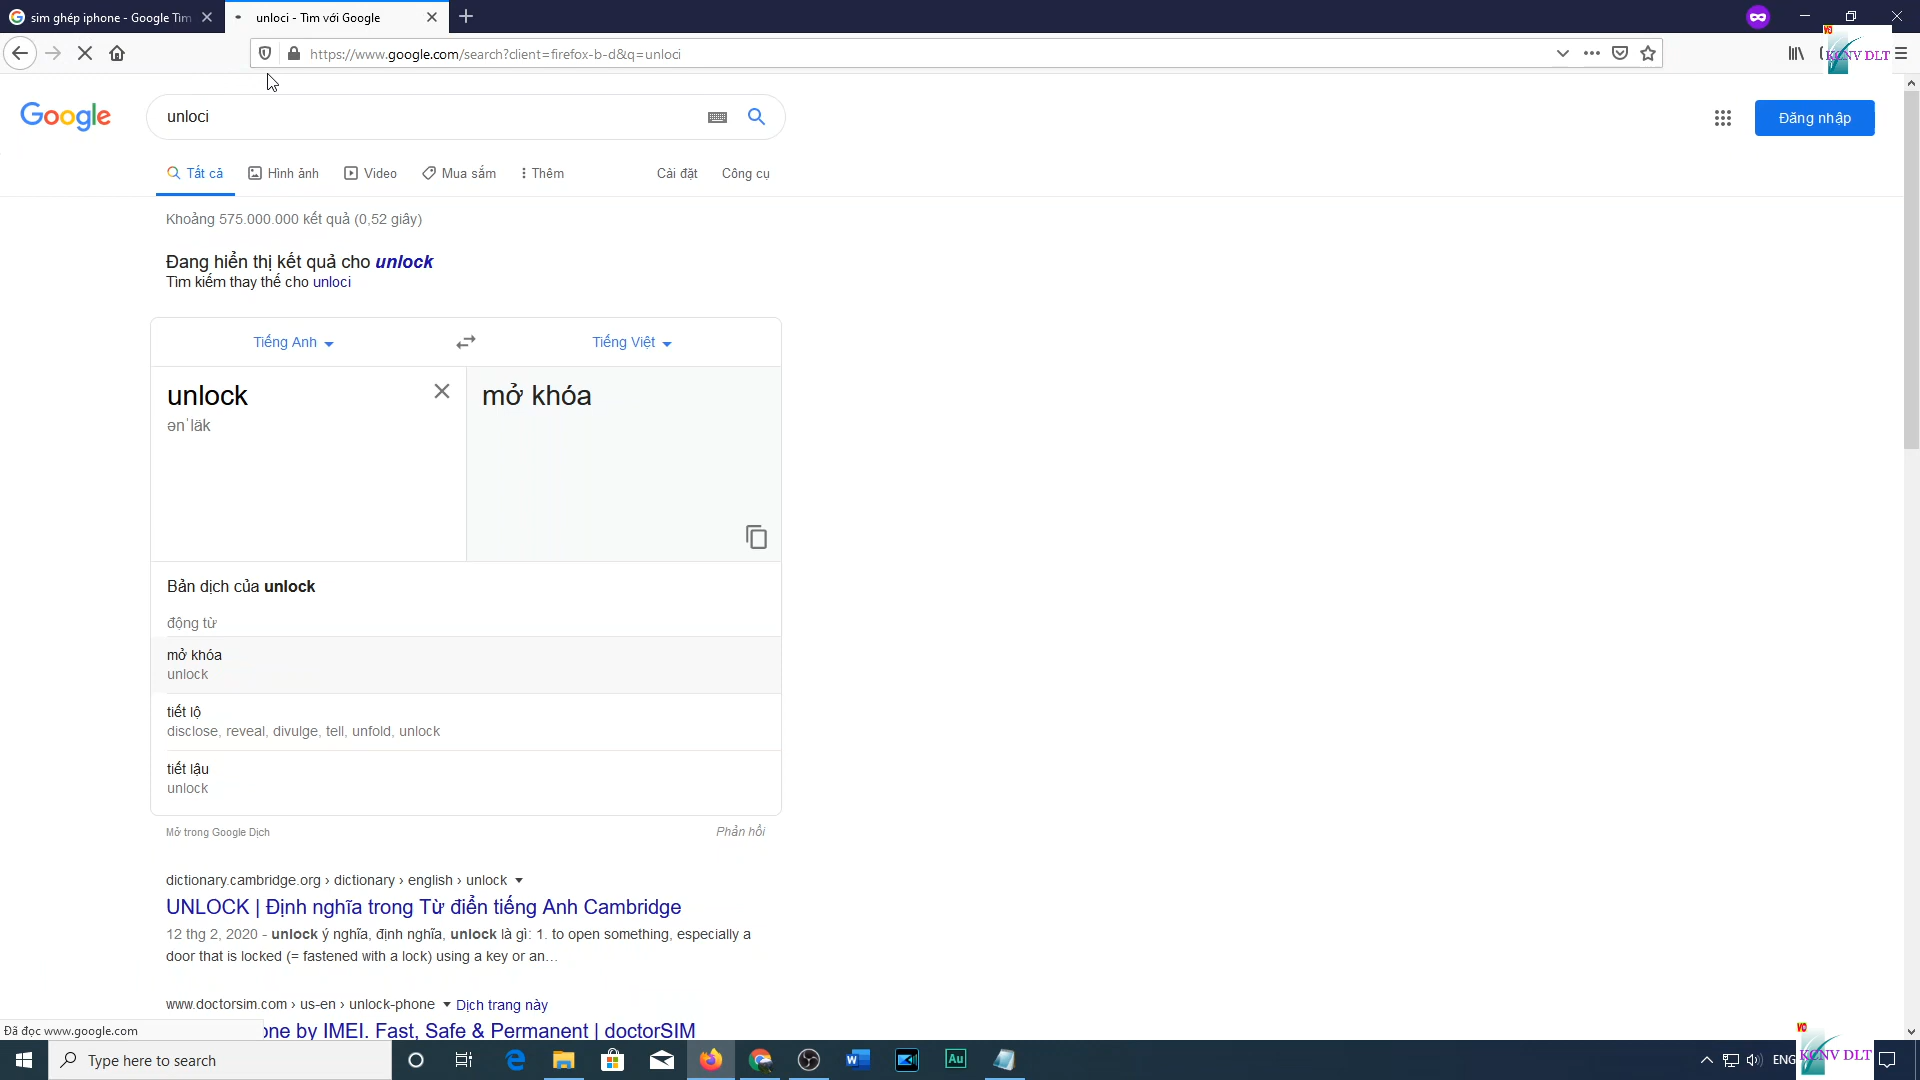 sim ghép iphone - Google Tìm
unloci - Tìm với Google
https://www.google.com/search?client=firefox-b-d&q=unloci
VO
KCNV DLT
Google
unloci
Đăng nhập
Tất cả
Hình ảnh
Video
Mua sắm
Thêm
Cài đặt
Công cụ
Khoảng 575.000.000 kết quả (0,52 giây)
Đang hiển thị kết quả cho unlock
Tìm kiếm thay thế cho unloci
Tiếng Anh
Tiếng Việt
unlock
mở khóa
ənˈläk
Bản dịch của unlock
động từ
mở khóa
unlock
tiết lộ
disclose, reveal, divulge, tell, unfold, unlock
tiết lậu
unlock
Mở trong Google Dịch
Phản hồi
dictionary.cambridge.org › dictionary › english › unlock
UNLOCK | Định nghĩa trong Từ điển tiếng Anh Cambridge
12 thg 2, 2020 - unlock ý nghĩa, định nghĩa, unlock là gì: 1. to open something, especially a
door that is locked (= fastened with a lock) using a key or an...
www.doctorsim.com › us-en › unlock-phone
Dịch trang này
one by IMEI. Fast, Safe & Permanent | doctorSIM
Đã đọc www.google.com
Type here to search
W
Au
ENG
VO
KCNV DLT